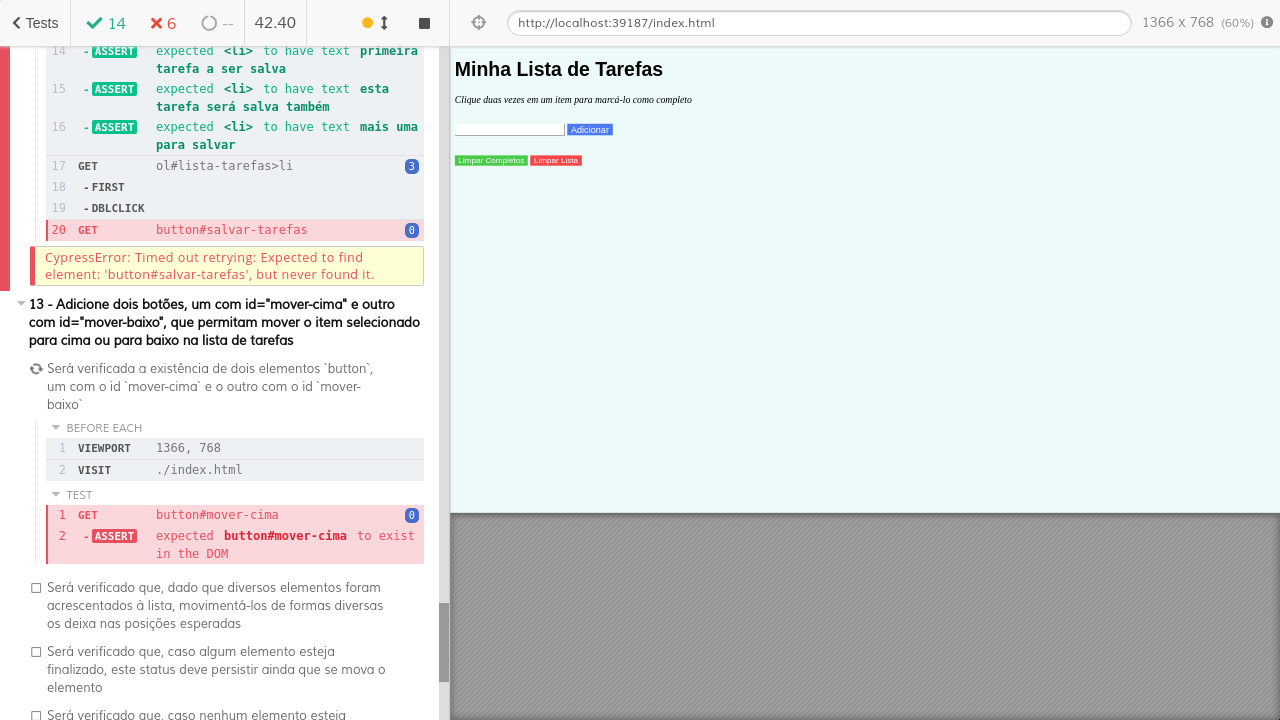 Tests
14
6
--
42.40
http://localhost:39187/index.html
1366 x 768 (60%)
14 - ASSERT expected <li> to have text primeira
tarefa a ser salva
15 - ASSERT expected <li> to have text esta
tarefa será salva também
16 - ASSERT expected <li> to have text mais uma
para salvar
17 GET ol#lista-tarefas>li 3
18 - FIRST
19 - DBLCLICK
20 GET button#salvar-tarefas 0
CypressError: Timed out retrying: Expected to find
element: 'button#salvar-tarefas', but never found it.
13 - Adicione dois botões, um com id="mover-cima" e outro
com id="mover-baixo", que permitam mover o item selecionado
para cima ou para baixo na lista de tarefas
Será verificada a existência de dois elementos `button`,
um com o id `mover-cima` e o outro com o id `mover-
baixo`
BEFORE EACH
1 VIEWPORT 1366, 768
2 VISIT ./index.html
TEST
1 GET button#mover-cima 0
2 - ASSERT expected button#mover-cima to exist
in the DOM
Será verificado que, dado que diversos elementos foram
acrescentados à lista, movimentá-los de formas diversas
os deixa nas posições esperadas
Será verificado que, caso algum elemento esteja
finalizado, este status deve persistir ainda que se mova o
elemento
Será verificado que, caso nenhum elemento esteja
Minha Lista de Tarefas
Clique duas vezes em um item para marcá-lo como completo
Adicionar
Limpar Completos Limpar Lista